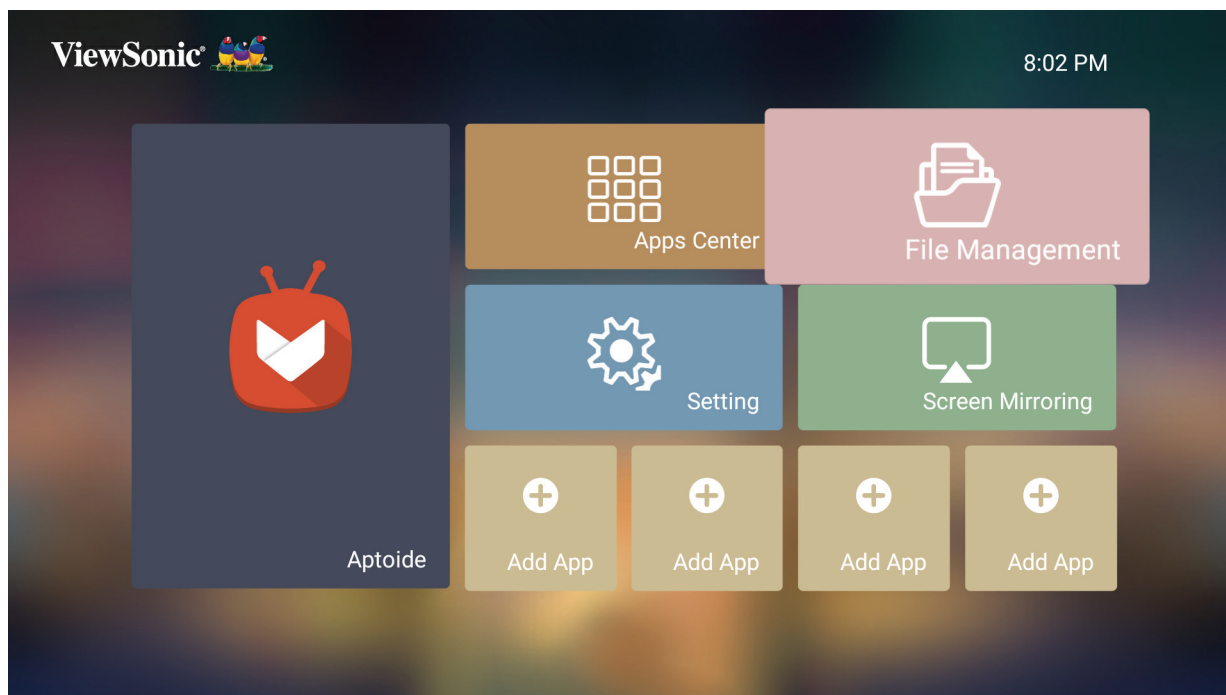 ViewSonic®
8:02 PM
Apps Center
File Management
Setting
Screen Mirroring
Aptoide
Add App
Add App
Add App
Add App